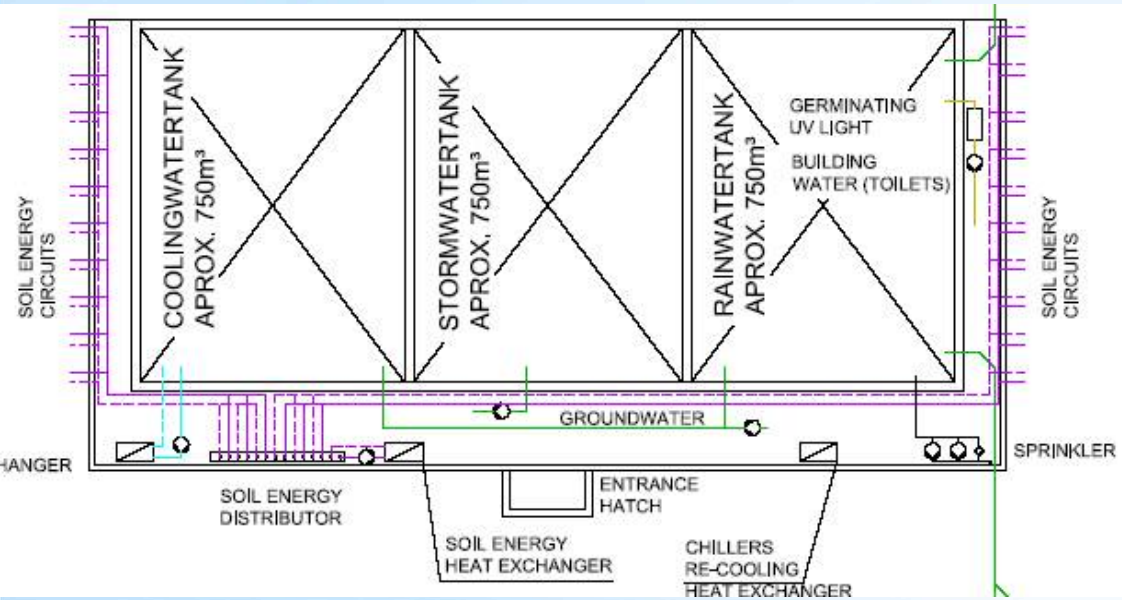 COOLINGWATERTANK
APROX. 750m³
STORMWATERTANK
APROX. 750m³
RAINWATERTANK
APROX. 750m³
GERMINATING
UV LIGHT
BUILDING
WATER (TOILETS)
SOIL ENERGY
CIRCUITS
SOIL ENERGY
CIRCUITS
GROUNDWATER
HANGER
SPRINKLER
SOIL ENERGY
DISTRIBUTOR
ENTRANCE
HATCH
SOIL ENERGY
HEAT EXCHANGER
CHILLERS
RE-COOLING
HEAT EXCHANGER